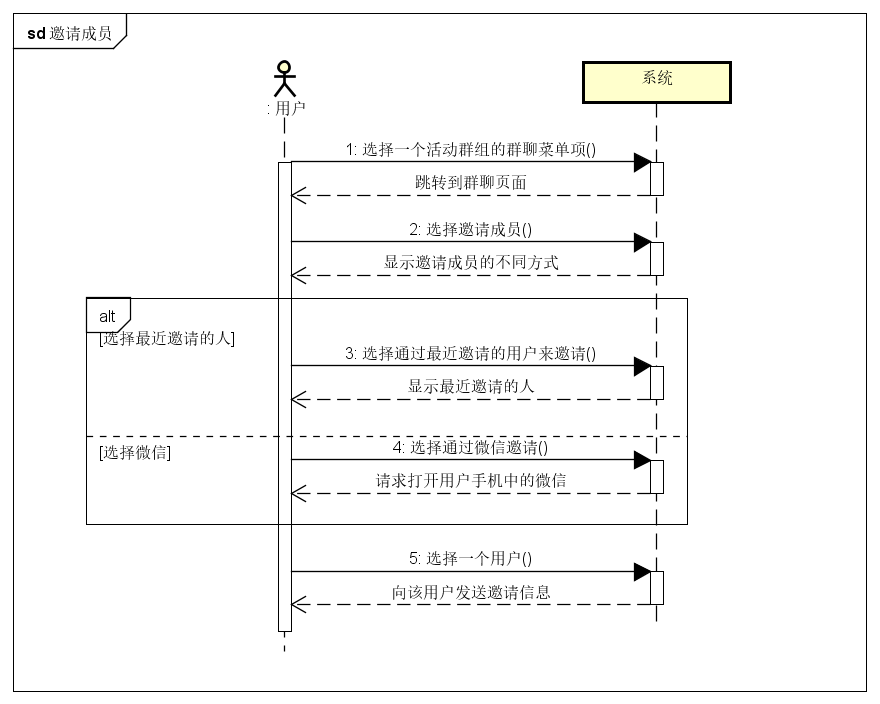 sd 邀请成员
: 用户
系统
1: 选择一个活动群组的群聊菜单项()
跳转到群聊页面
2: 选择邀请成员()
显示邀请成员的不同方式
alt
[选择最近邀请的人]
3: 选择通过最近邀请的用户来邀请()
显示最近邀请的人
4: 选择通过微信邀请()
[选择微信]
请求打开用户手机中的微信
5: 选择一个用户()
向该用户发送邀请信息